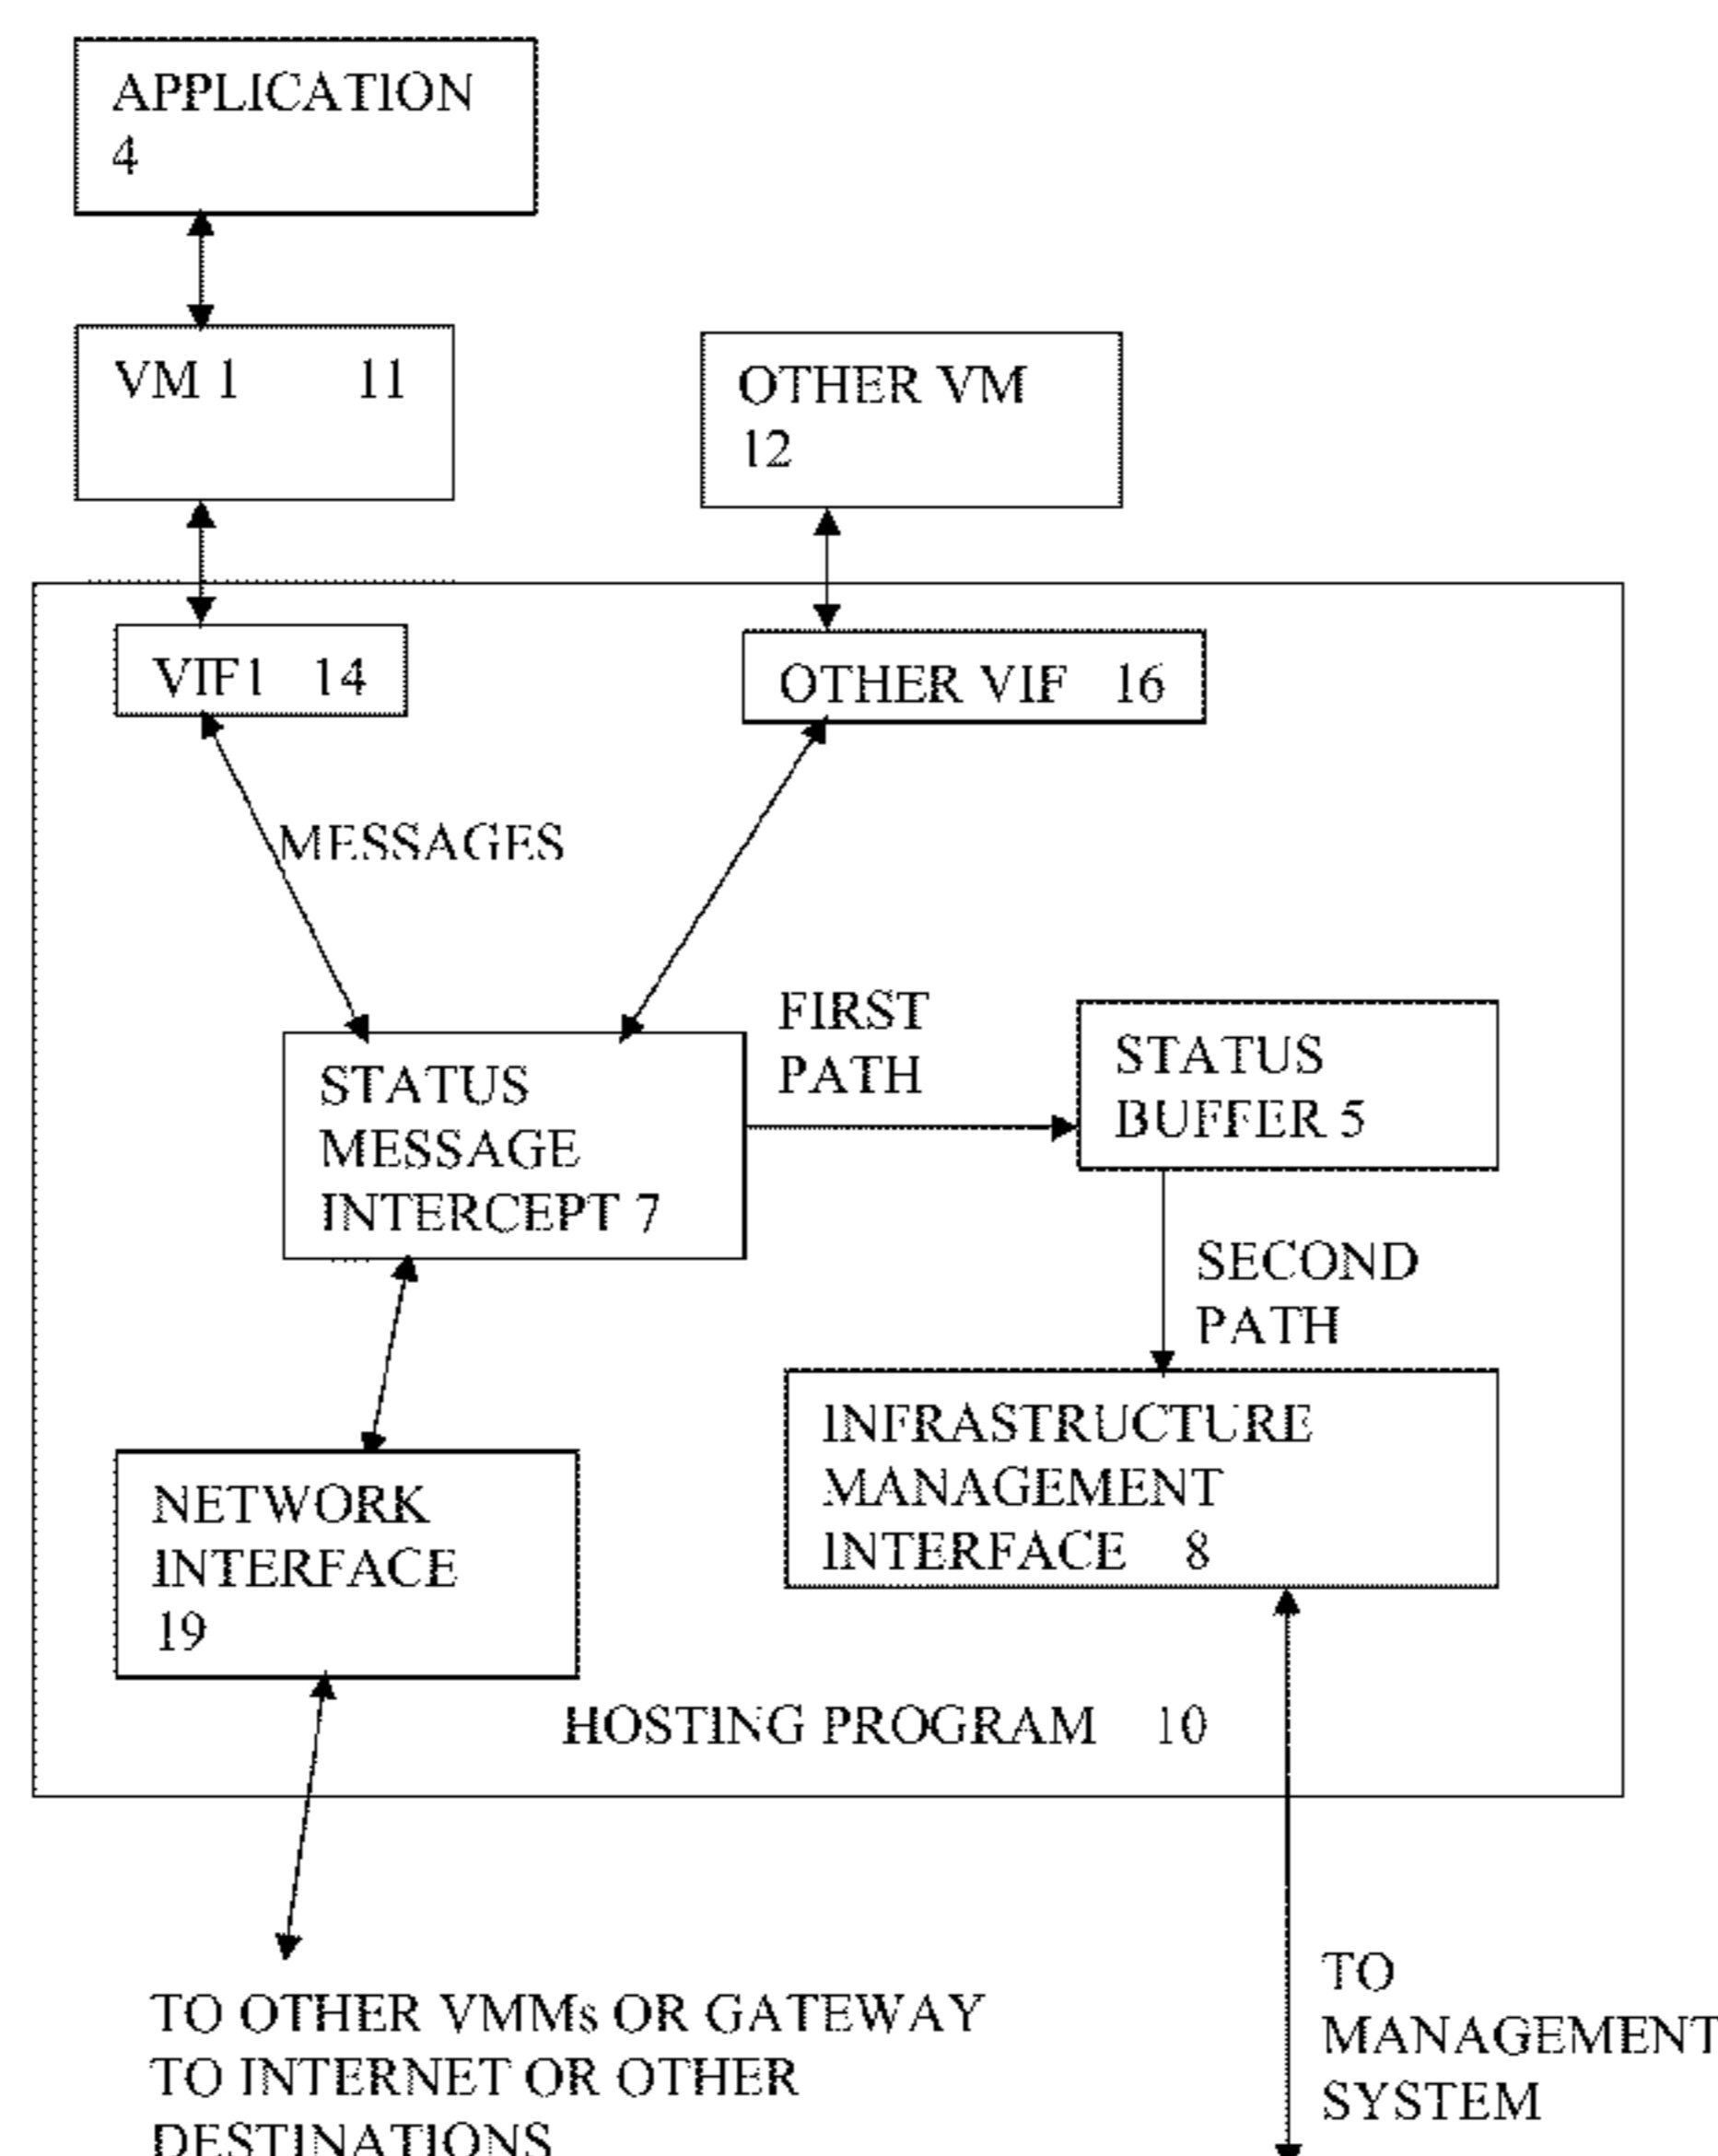 APPLICATION
4
VM 1 11
OTHER VM
12
VIF1 14
OTHER VIF 16
MESSAGES
FIRST
PATH
STATUS
MESSAGE
INTERCEPT 7
STATUS
BUFFER 5
SECOND
PATH
INFRASTRUCTURE
MANAGEMENT
INTERFACE 8
NETWORK
INTERFACE
19
HOSTING PROGRAM 10
TO OTHER VMMs OR GATEWAY
TO INTERNET OR OTHER
DESTINATIONS
TO
MANAGEMENT
SYSTEM